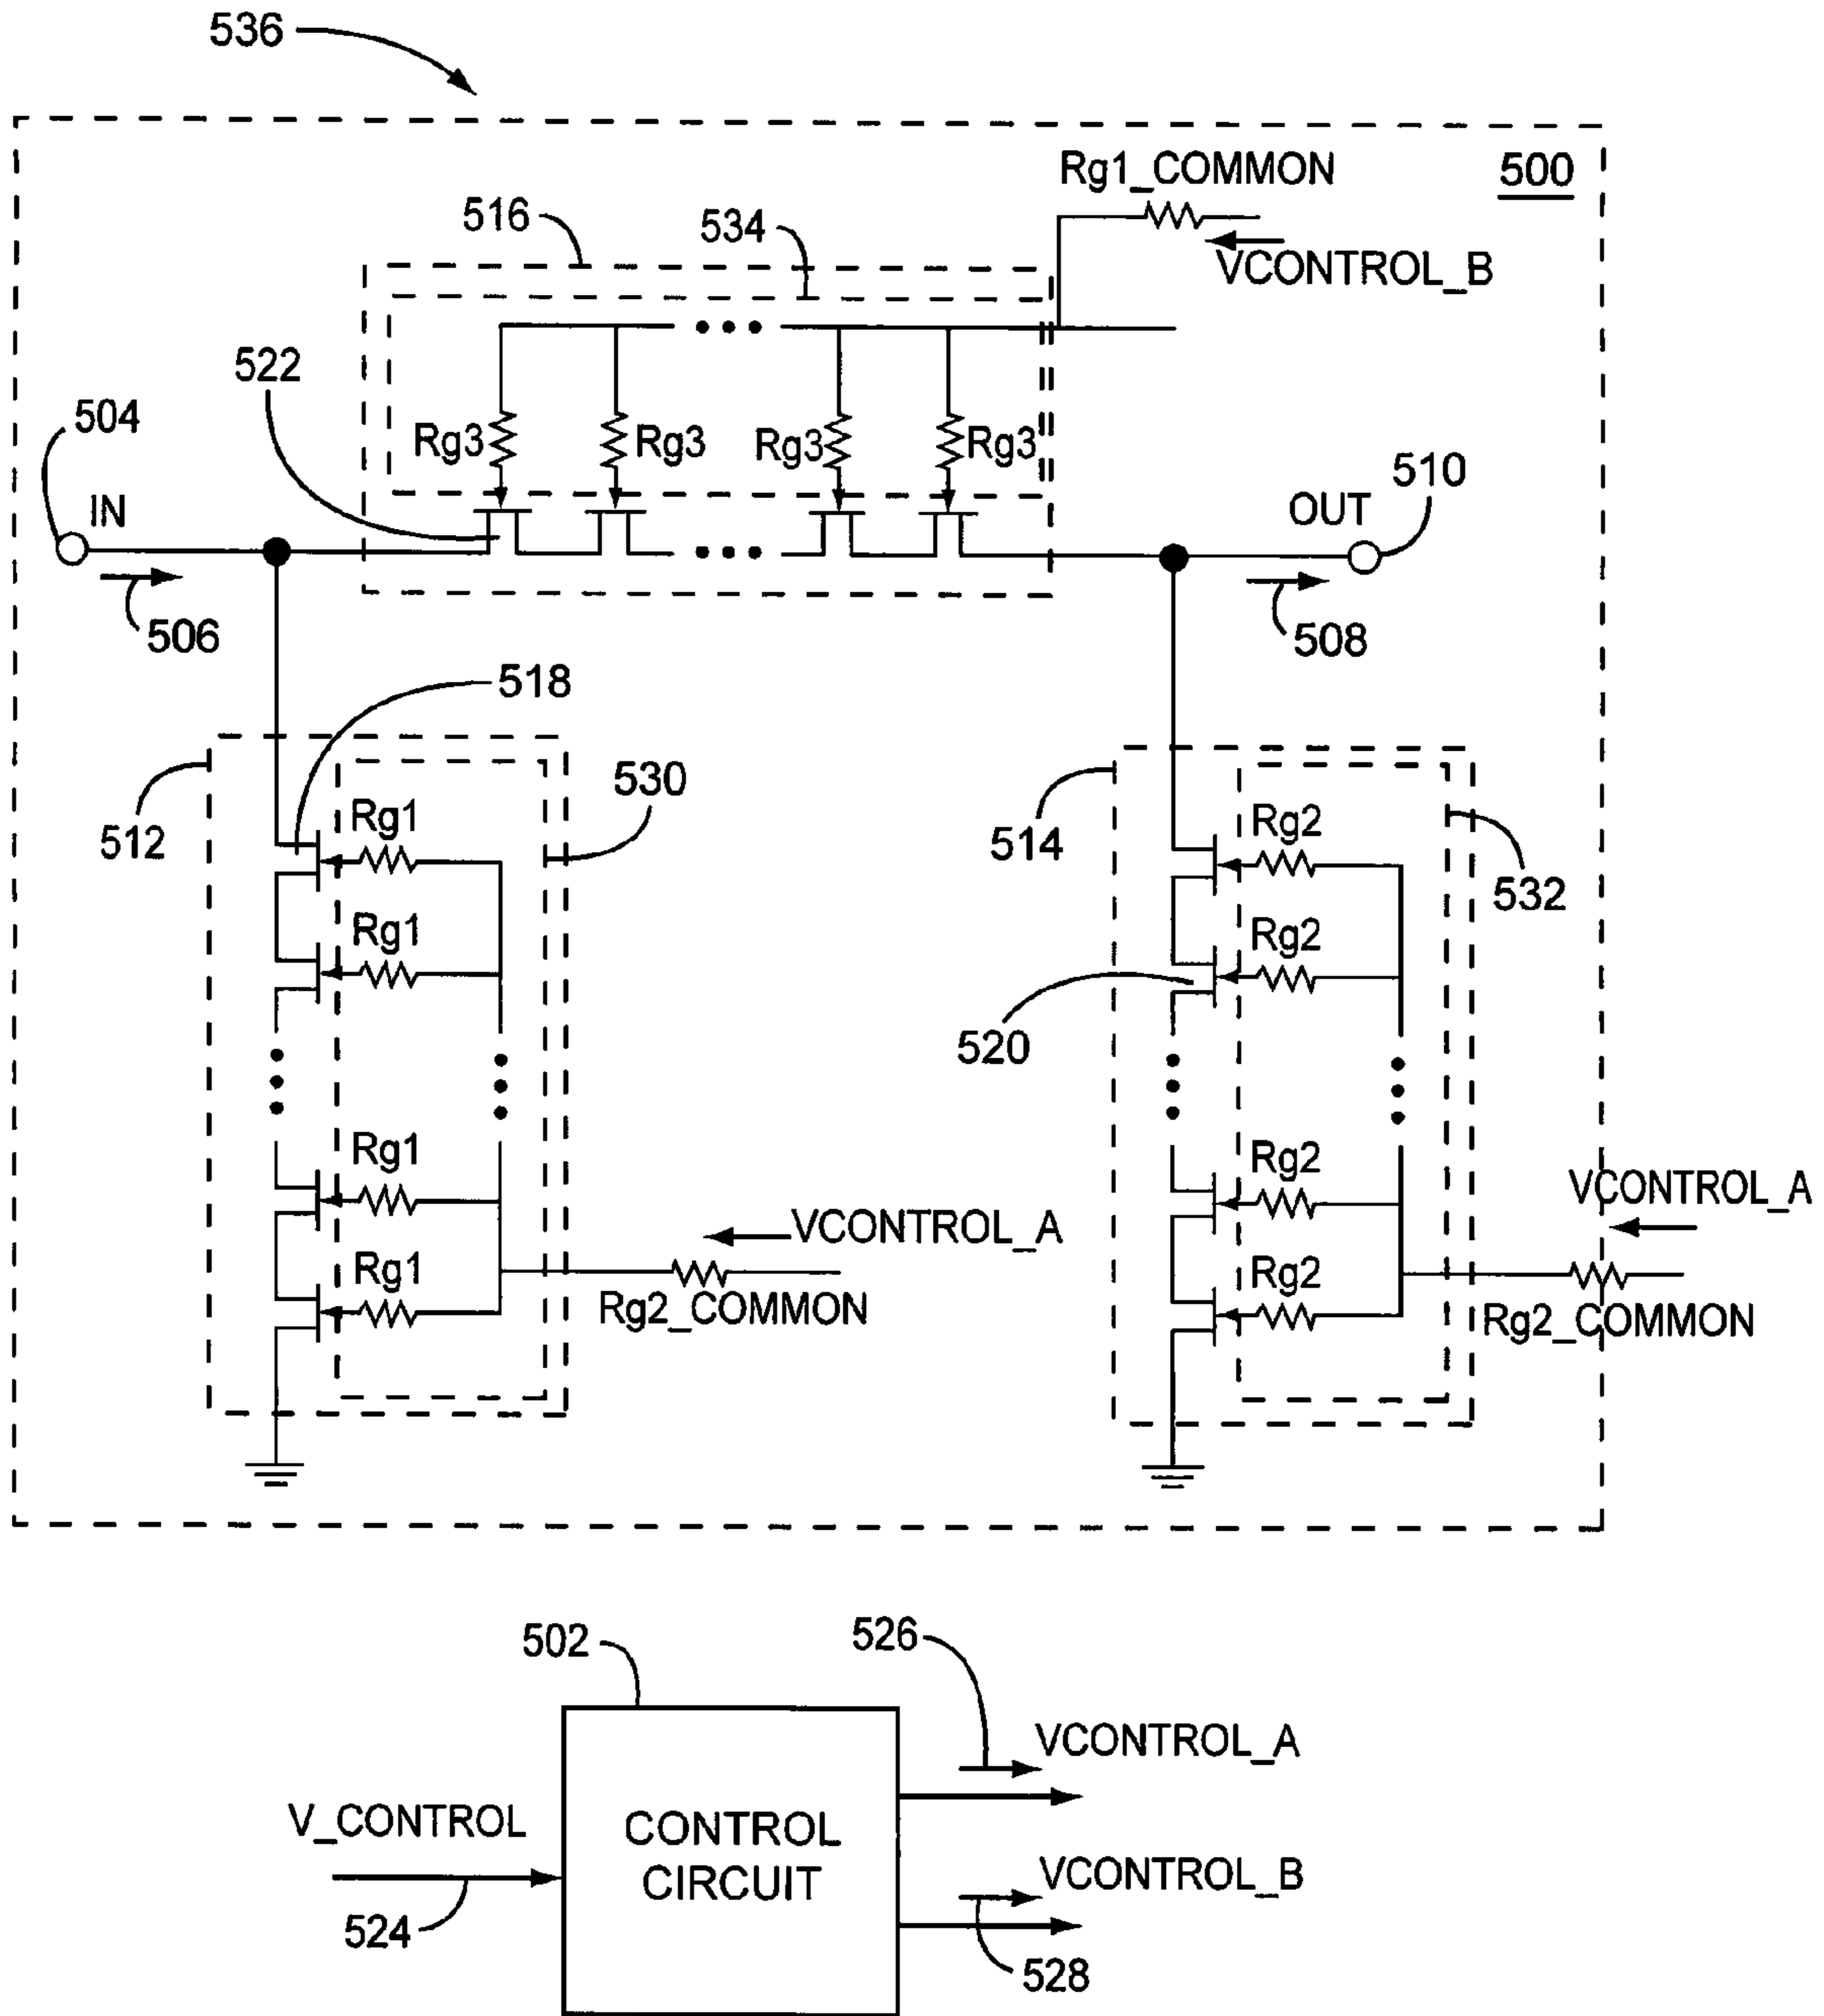 536
500
Rg1_COMMON
516
534
VCONTROL_B
522
504
Rg3 Rg3 Rg3 Rg3
510
IN
OUT
506
508
518
512
530
514
532
Rg1
Rg2
Rg1
Rg2
520
Rg1
Rg2
VCONTROL_A
VCONTROL_A
Rg1
Rg2
Rg2_COMMON
Rg2_COMMON
502
526
VCONTROL_A
V_CONTROL
CONTROL
CIRCUIT
VCONTROL_B
524
528